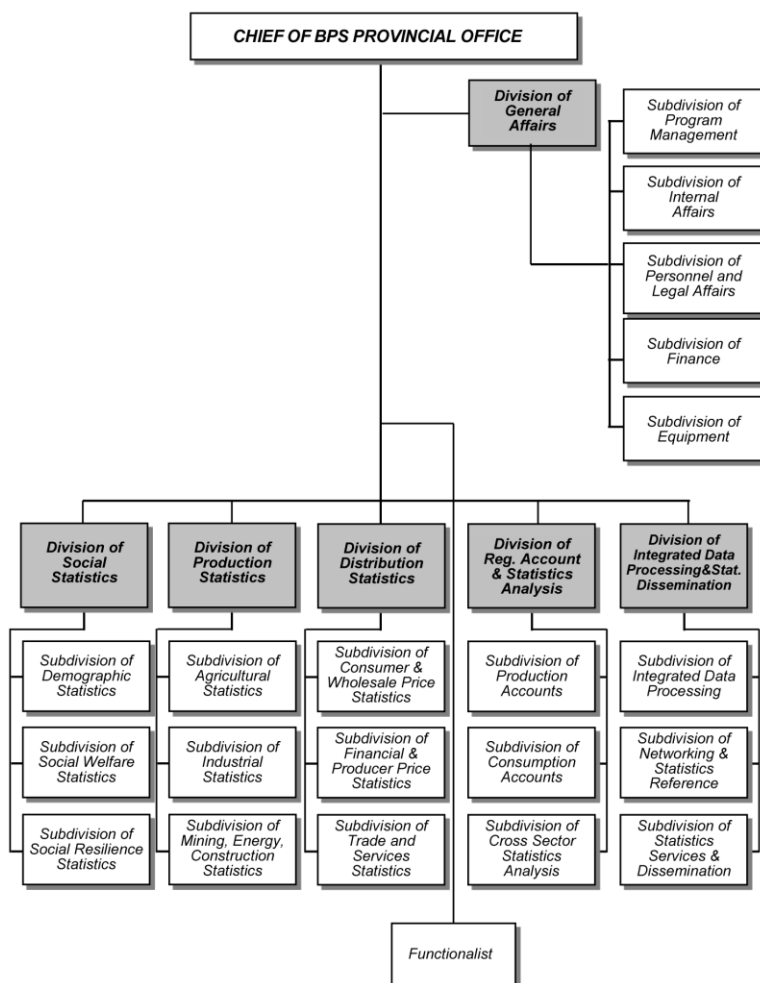 CHIEF OF BPS PROVINCIAL OFFICE
Division of
General
Affairs
Subdivision of
Program
Management
Subdivision of
Internal
Affairs
Subdivision of
Personnel and
Legal Affairs
Subdivision of
Finance
Subdivision of
Equipment
Division of
Social
Statistics
Division of
Production
Statistics
Division of
Distribution
Statistics
Division of
Reg. Account
& Statistics
Analysis
Division of
Integrated Data
Processing&Stat.
Dissemination
Subdivision of
Demographic
Statistics
Subdivision of
Agricultural
Statistics
Subdivision of
Consumer &
Wholesale Price
Statistics
Subdivision of
Production
Accounts
Subdivision of
Integrated Data
Processing
Subdivision of
Social Welfare
Statistics
Subdivision of
Industrial
Statistics
Subdivision of
Financial &
Producer Price
Statistics
Subdivision of
Consumption
Accounts
Subdivision of
Networking &
Statistics
Reference
Subdivision of
Social Resilience
Statistics
Subdivision of
Mining, Energy,
Construction
Statistics
Subdivision of
Trade and
Services
Statistics
Subdivision of
Cross Sector
Statistics
Analysis
Subdivision of
Statistics
Services &
Dissemination
Functionalist